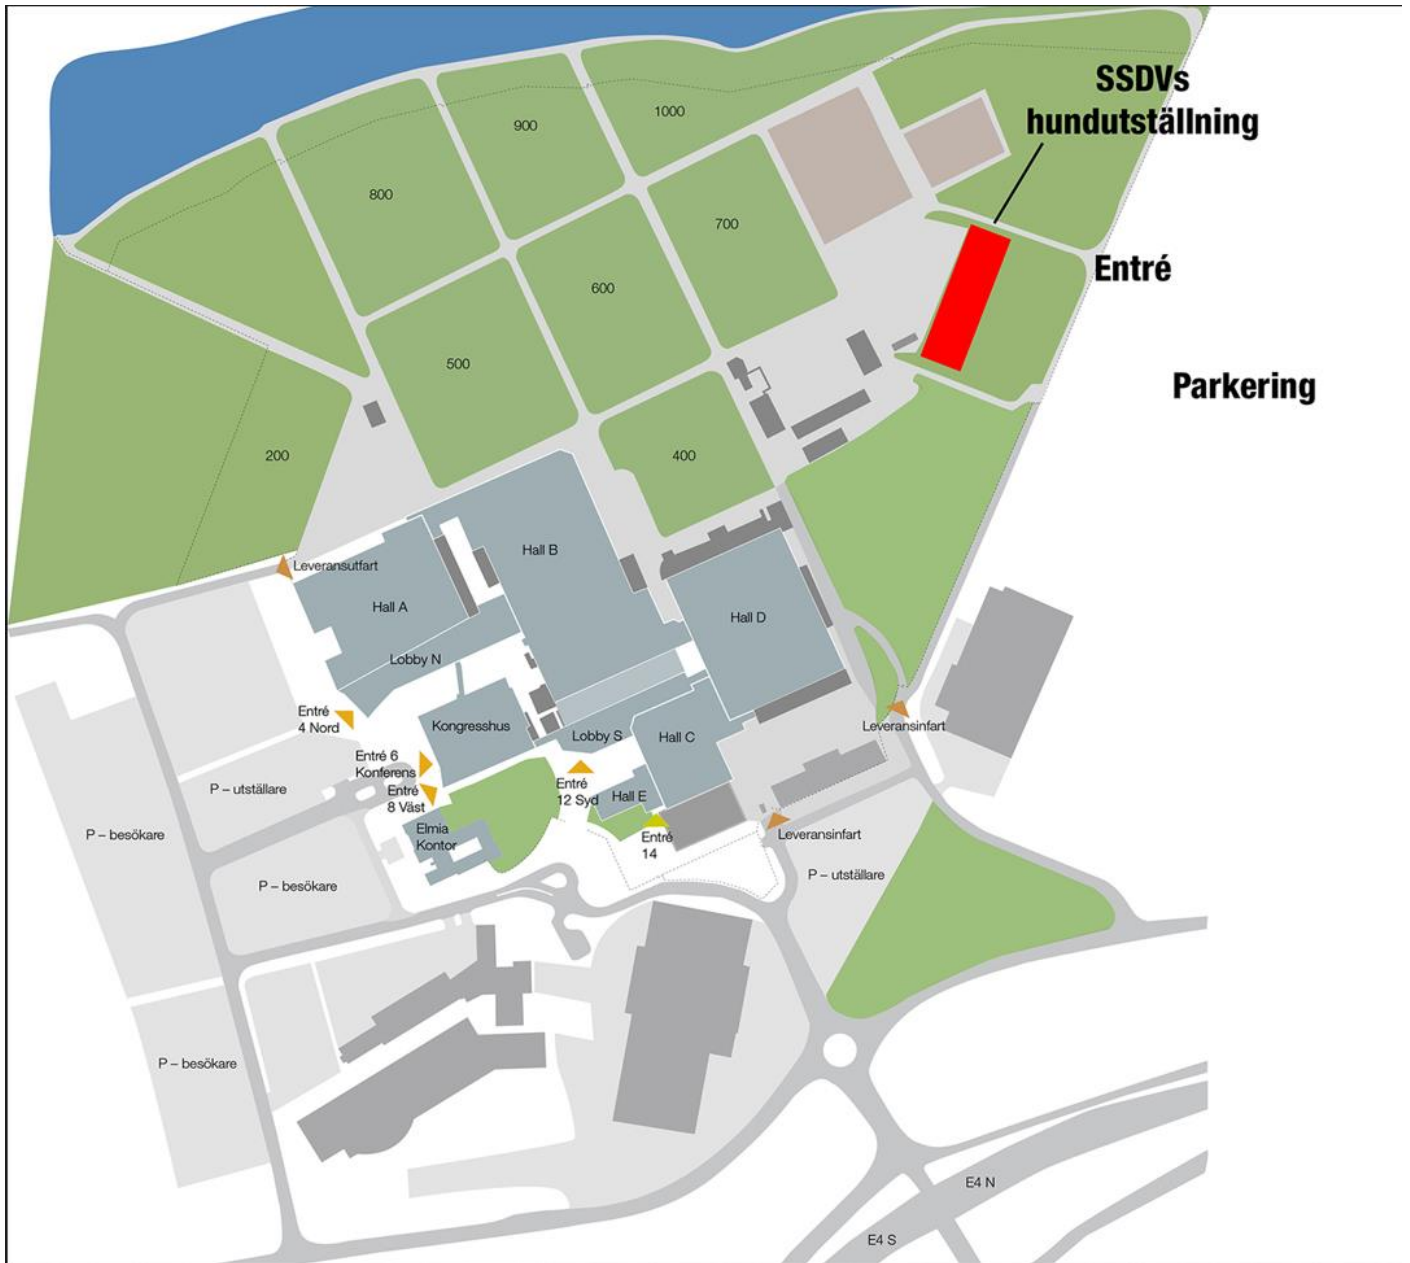 SSDVs
hundutställning
1000
900
800
700
Entré
600
500
Parkering
200
400
Hall B
Leveransutfart
Hall A
Hall D
Lobby N
Entré
4 Nord
Kongresshus
Lobby S
Hall C
Leveransinfart
Entré 6
Konferens
Entré
8 Väst
P – utställare
Entré
12 Syd
Hall E
P – besökare
Elmia
Kontor
Entré
14
Leveransinfart
P – besökare
P – utställare
P – besökare
E4 N
E4 S